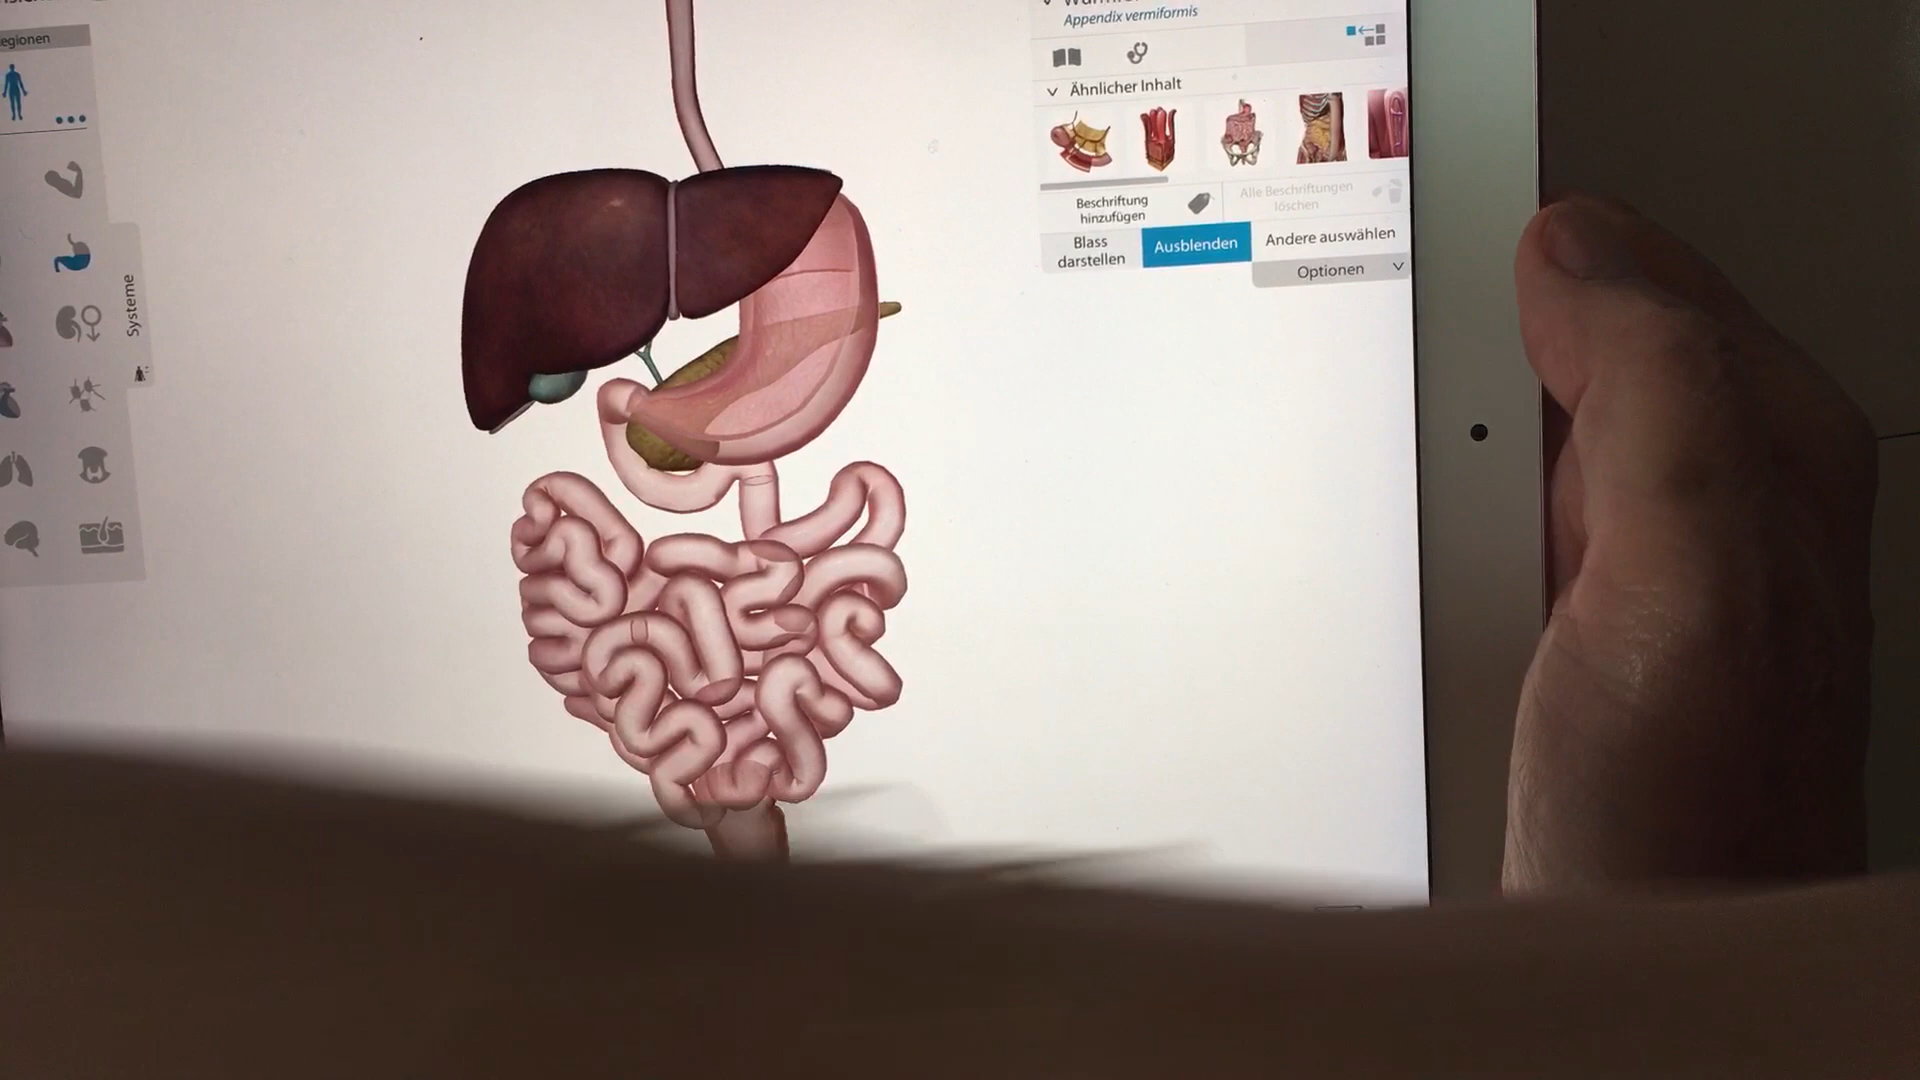 egionen
Systeme
Appendix vermiformis
Ähnlicher Inhalt
Beschriftung
hinzufügen
Alle Beschriftungen
löschen
Blass
darstellen
Ausblenden
Andere auswählen
Optionen